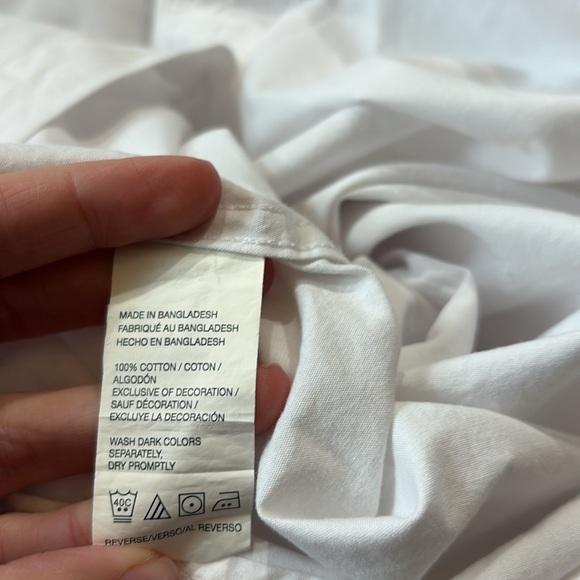 MADE IN BANGLADESH
FABRIQUÉ AU BANGLADESH
HECHO EN BANGLADESH
100% COTTON / COTON /
ALGODÓN
EXCLUSIVE OF DECORATION /
SAUF DÉCORATION /
EXCLUYE LA DECORACIÓN
WASH DARK COLORS
SEPARATELY,
DRY PROMPTLY
40C
REVERSE/VERSO/AL REVERSO